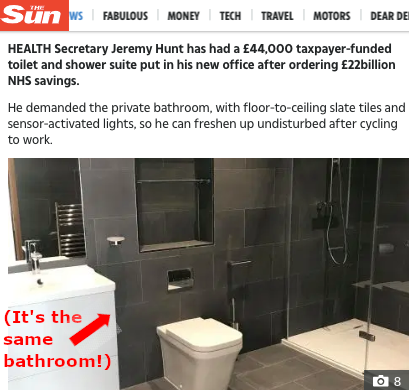 THE Sun WS FABULOUS MONEY TECH TRAVEL MOTORS DEAR DE
HEALTH Secretary Jeremy Hunt has had a £44,000 taxpayer-funded
toilet and shower suite put in his new office after ordering £22billion
NHS savings.
He demanded the private bathroom, with floor-to-ceiling slate tiles and
sensor-activated lights, so he can freshen up undisturbed after cycling
to work.
(It's the
same
bathroom!)
8